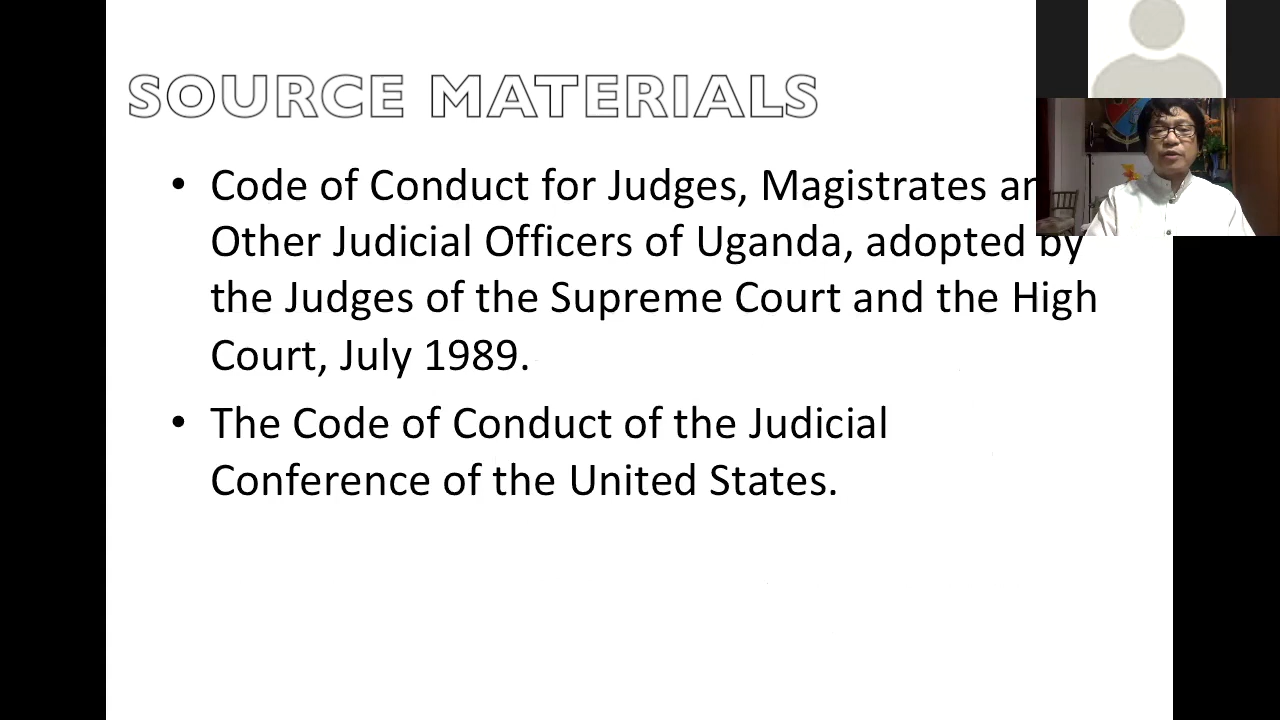 SOURCE MATERIALS
• Code of Conduct for Judges, Magistrates
Other Judicial Officers of Uganda, adopted by
the Judges of the Supreme Court and the High
Court, July 1989.
• The Code of Conduct of the Judicial
Conference of the United States.